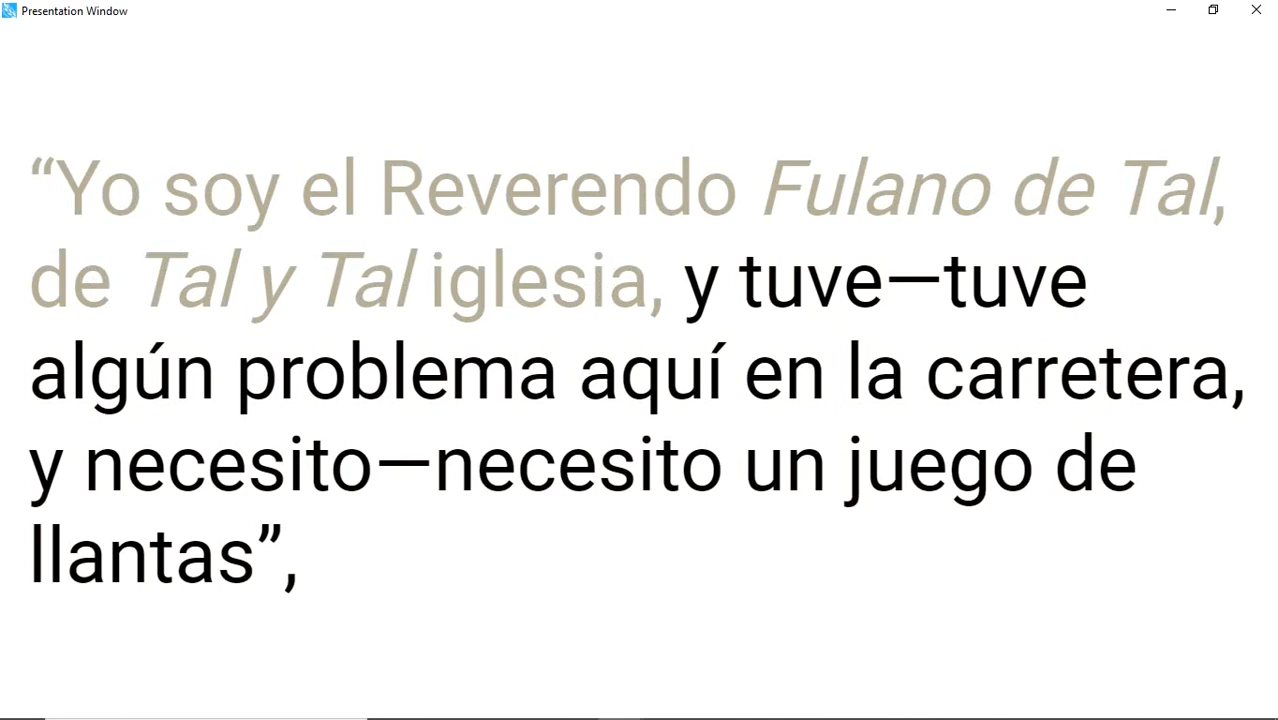 Presentation Window
“Yo soy el Reverendo Fulano de Tal,
de Tal y Tal iglesia, y tuve—tuve
algún problema aquí en la carretera,
y necesito—necesito un juego de
llantas”,